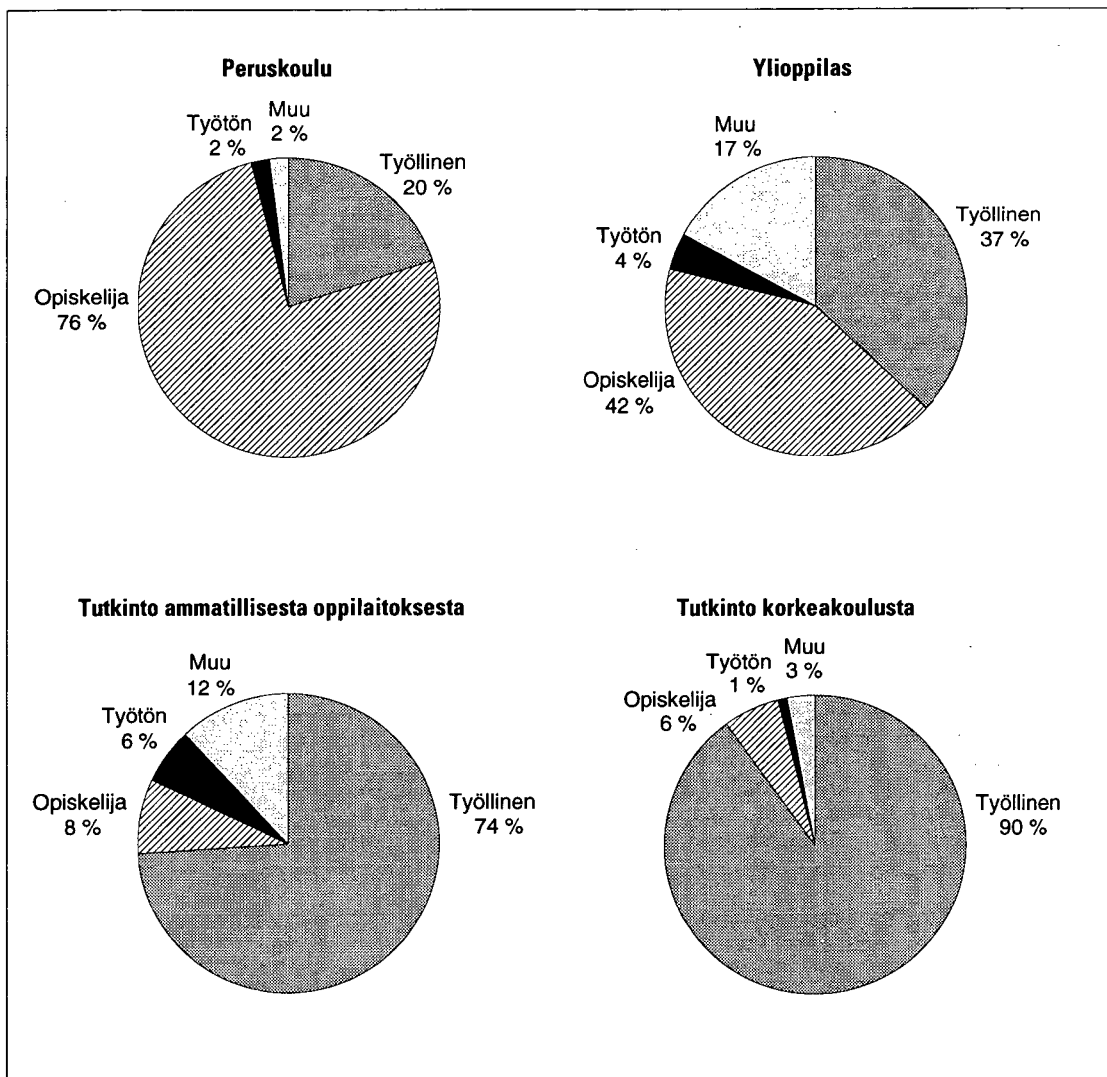 Peruskoulu
Muu
2 %
Työtön
2 %
Työllinen
20 %
Opiskelija
76 %
Ylioppilas
Muu
17 %
Työllinen
37 %
Työtön
4 %
Opiskelija
42 %
Tutkinto ammatillisesta oppilaitoksesta
Muu
12 %
Työtön
6 %
Opiskelija
8 %
Työllinen
74 %
Tutkinto korkeakoulusta
Muu
3 %
Työtön
1 %
Opiskelija
6 %
Työllinen
90 %